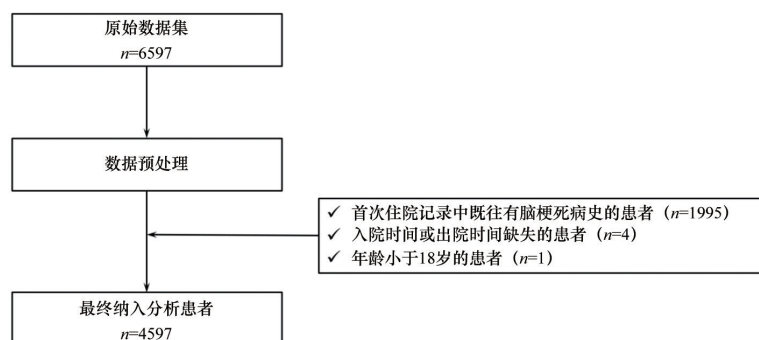 原始数据集
n=6597
数据预处理
✓ 首次住院记录中既往有脑梗死病史的患者（n=1995）
✓ 入院时间或出院时间缺失的患者（n=4）
✓ 年龄小于18岁的患者（n=1）
最终纳入分析患者
n=4597